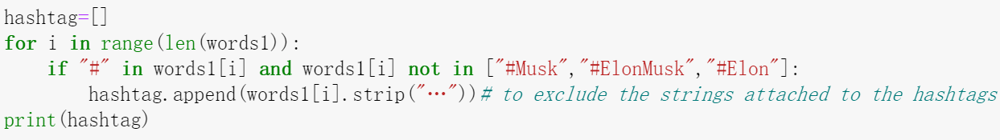 hashtag=[]
for i in range(len(words1)):
    if "#" in words1[i] and words1[i] not in ["#Musk","#ElonMusk","#Elon"]:
        hashtag.append(words1[i].strip("…"))# to exclude the strings attached to the hashtags
print(hashtag)